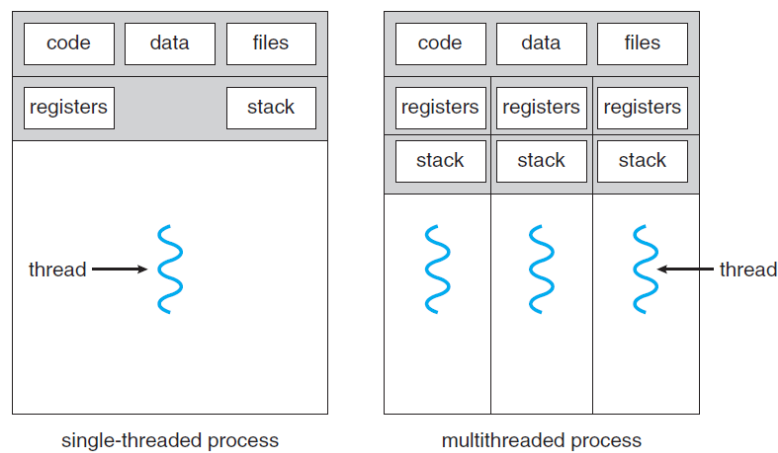 code data files
registers stack
thread
single-threaded process
code data files
registers registers registers
stack stack stack
thread
multithreaded process